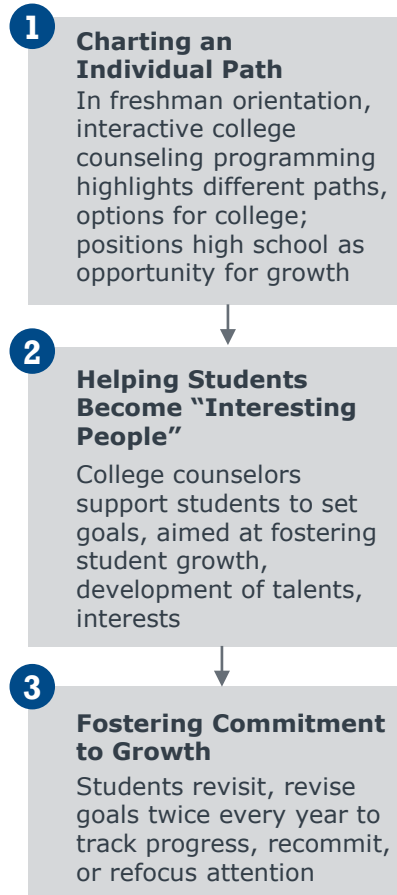 1
Charting an
Individual Path
In freshman orientation,
interactive college
counseling programming
highlights different paths,
options for college;
positions high school as
opportunity for growth
2
Helping Students
Become “Interesting
People”
College counselors
support students to set
goals, aimed at fostering
student growth,
development of talents,
interests
3
Fostering Commitment
to Growth
Students revisit, revise
goals twice every year to
track progress, recommit,
or refocus attention